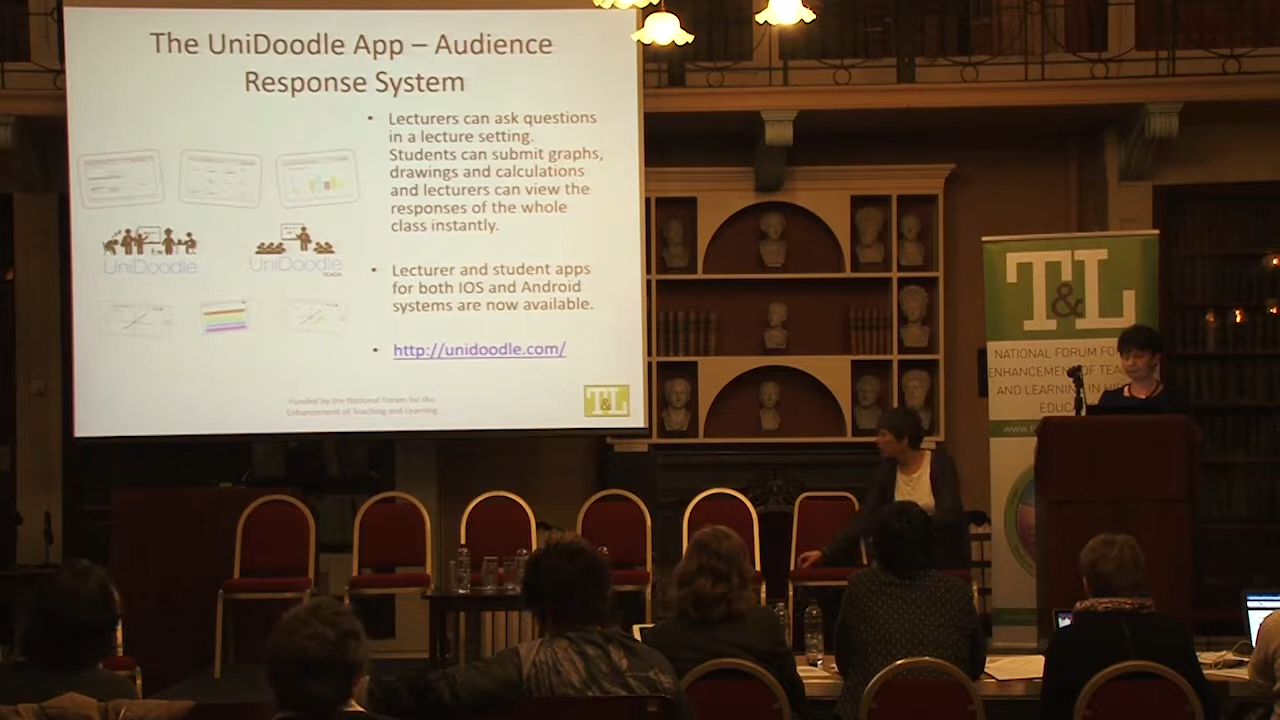 The UniDoodle App – Audience
Response System
• Lecturers can ask questions
in a lecture setting.
Students can submit graphs,
drawings and calculations
and lecturers can view the
responses of the whole
class instantly.
UniDoodle
UniDoodle
TEACH
• Lecturer and student apps
for both IOS and Android
systems are now available.
• http://unidoodle.com/
Funded by the National Forum for the
Enhancement of Teaching and Learning
T&L
T&L
NATIONAL FORUM FO
ENHANCEMENT OF TEA
AND LEARNING IN HI
EDUCA
www.t